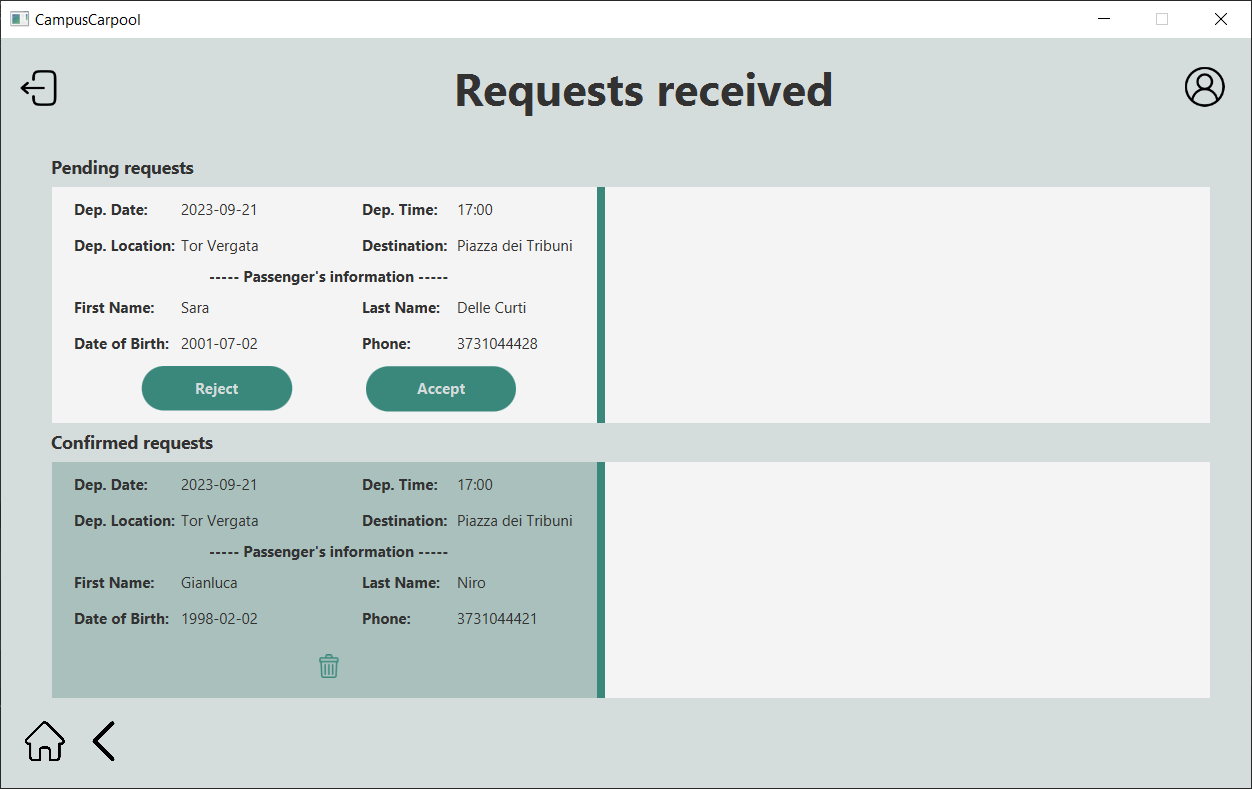 CampusCarpool
Requests received
Pending requests
Dep. Date: 2023-09-21 Dep. Time: 17:00
Dep. Location: Tor Vergata Destination: Piazza dei Tribuni
----- Passenger's information -----
First Name: Sara Last Name: Delle Curti
Date of Birth: 2001-07-02 Phone: 3731044428
Reject Accept
Confirmed requests
Dep. Date: 2023-09-21 Dep. Time: 17:00
Dep. Location: Tor Vergata Destination: Piazza dei Tribuni
----- Passenger's information -----
First Name: Gianluca Last Name: Niro
Date of Birth: 1998-02-02 Phone: 3731044421